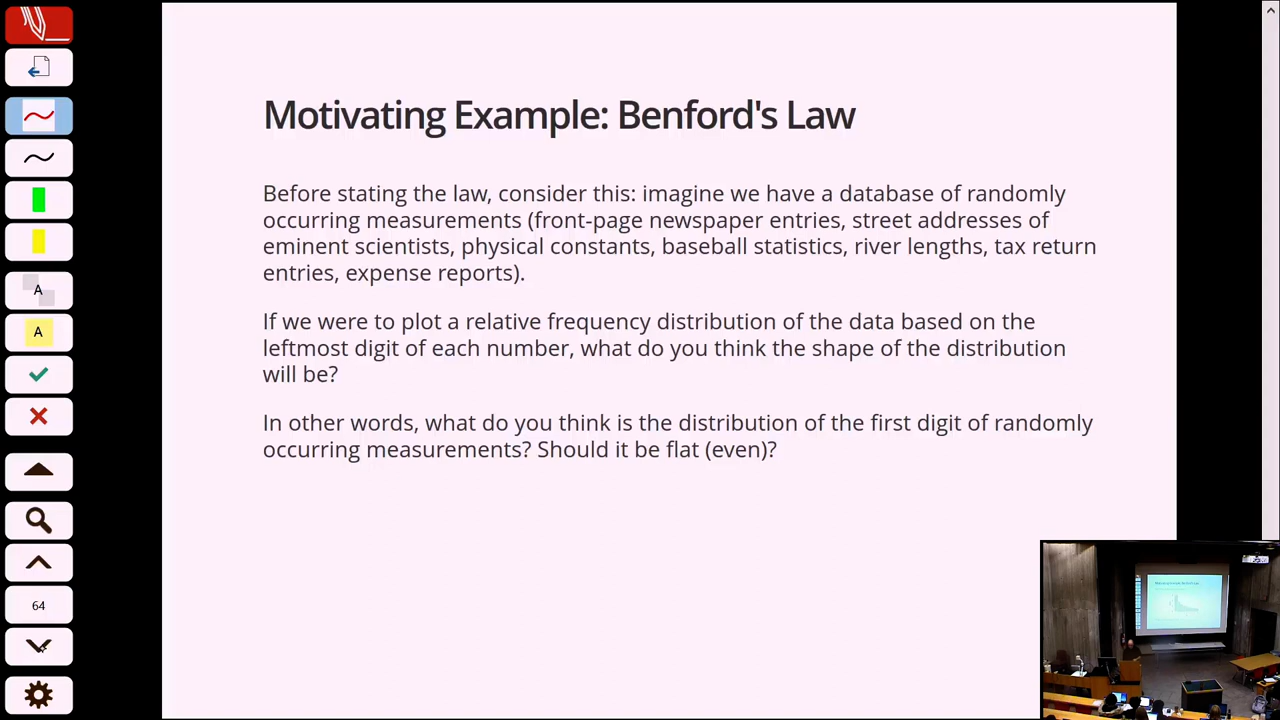 Motivating Example: Benford's Law
Before stating the law, consider this: imagine we have a database of randomly
occurring measurements (front-page newspaper entries, street addresses of
eminent scientists, physical constants, baseball statistics, river lengths, tax return
entries, expense reports).
If we were to plot a relative frequency distribution of the data based on the
leftmost digit of each number, what do you think the shape of the distribution
will be?
In other words, what do you think is the distribution of the first digit of randomly
occurring measurements? Should it be flat (even)?
A
A
64